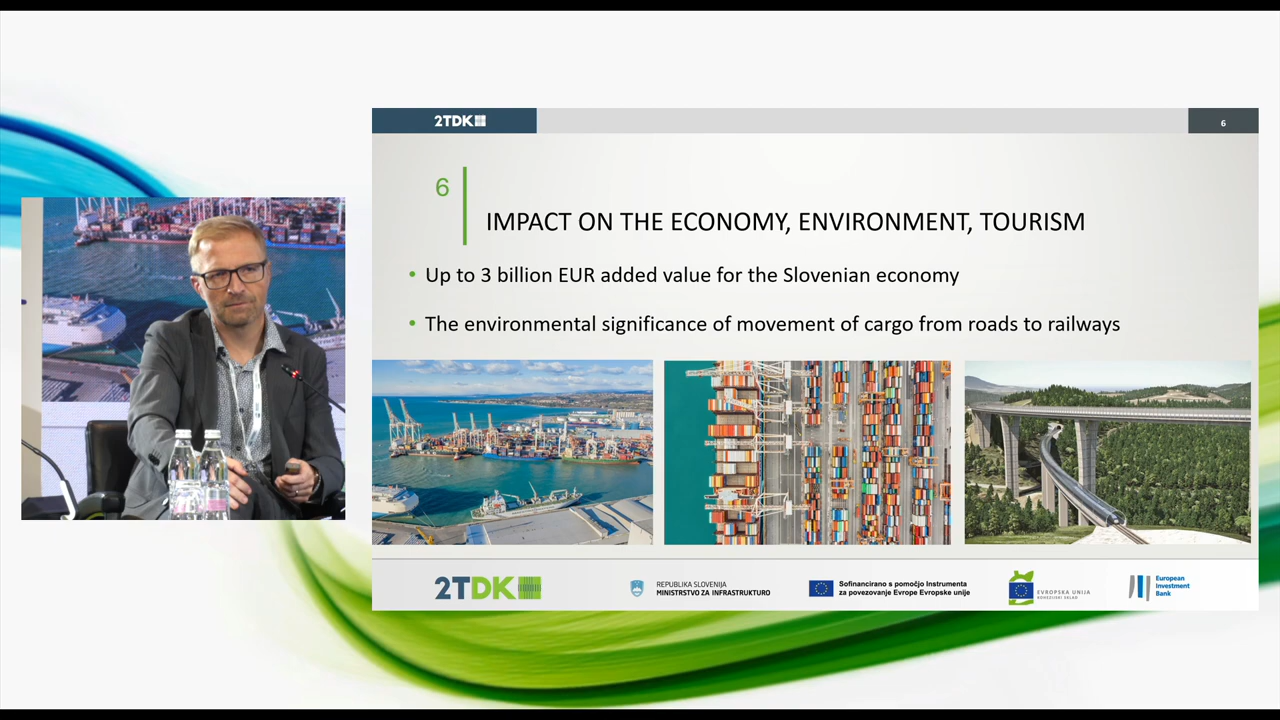 2TDK
6
6
IMPACT ON THE ECONOMY, ENVIRONMENT, TOURISM
• Up to 3 billion EUR added value for the Slovenian economy
• The environmental significance of movement of cargo from roads to railways
2TDK
REPUBLIKA SLOVENIJA
MINISTRSTVO ZA INFRASTRUKTURO
Sofinancirano s pomočjo Instrumenta
za povezovanje Evrope Evropske unije
EVROPSKA UNIJA
KOHEZIJSKI SKLAD
European
Investment
Bank